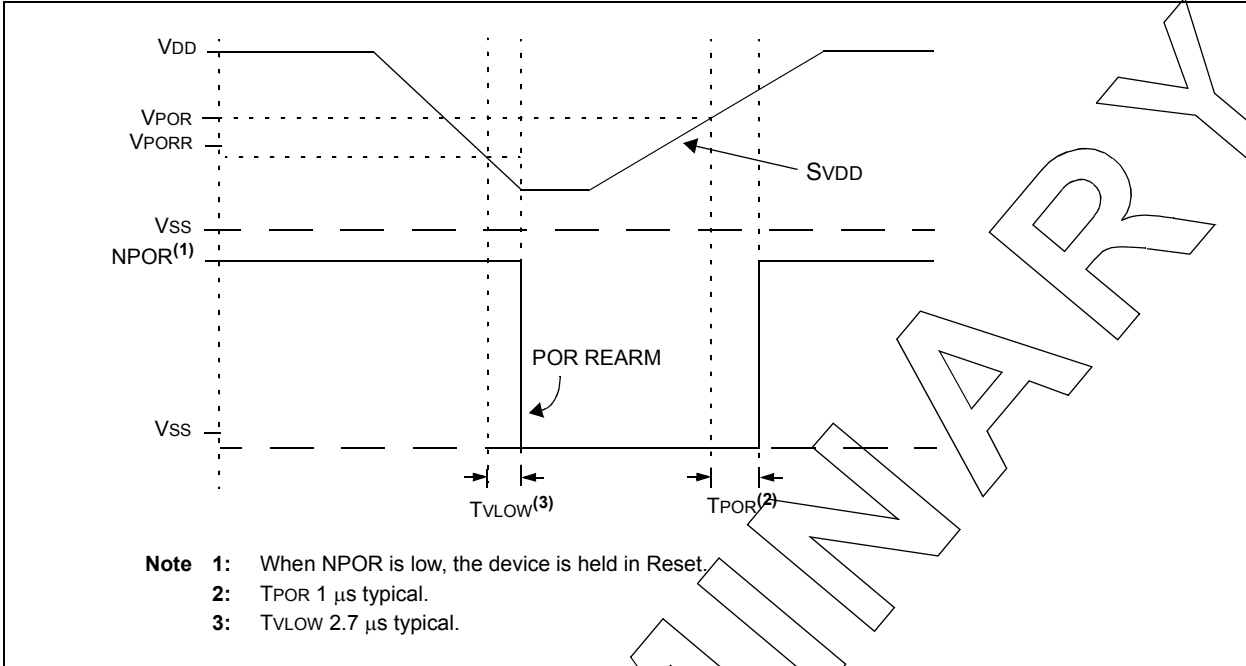 VDD
VPOR
VPORR
SVDD
VSS
NPOR(1)
POR REARM
VSS
TVLOW(3)
TPOR(2)
Note 1: When NPOR is low, the device is held in Reset.
2: TPOR 1 μs typical.
3: TVLOW 2.7 μs typical.
INARY